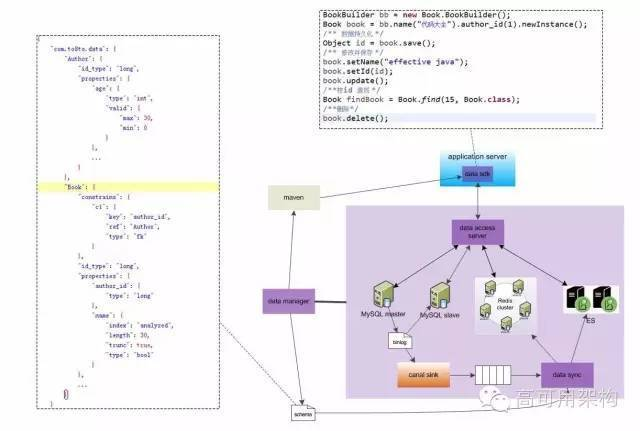 BookBuilder bb = new Book.BookBuilder();
Book book = bb.name("代码大全").author_id(1).newInstance();
/** 数据持久化*/
Object id = book.save();
/** 修改并保存*/
book.setName("effective java");
book.setId(id);
book.update();
/**按id 查找*/
Book findBook = Book.find(15, Book.class);
/**删除*/
book.delete();
"com.to8to.data": {
"Author": {
"id_type": "long",
"properties": {
"age": {
"type": "int",
"valid": {
"max": 30,
"min": 0
}
},
...
}
},
"Book": {
"constrains": {
"c1": {
"key": "author_id",
"ref": "Author",
"type": "fk"
}
},
"id_type": "long",
"properties": {
"author_id": {
"type": "long"
},
"name": {
"index": "analyzed",
"length": 30,
"trunc": true,
"type": "bool"
}
},
...
}
}
application server
data sdk
maven
data access
server
data manager
MySQL master
MySQL slave
Redis
cluster
ES
binlog
canal sink
data sync
schema
高可用架构